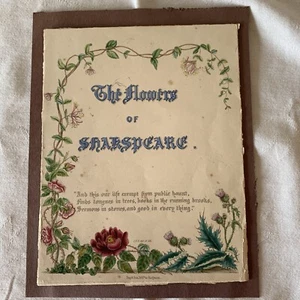 The Flowers
OF
SHAKSPEARE
"And this our life exempt from public haunt,
Finds tongues in trees, books in the running brooks,
Sermons in stones, and good in every thing."